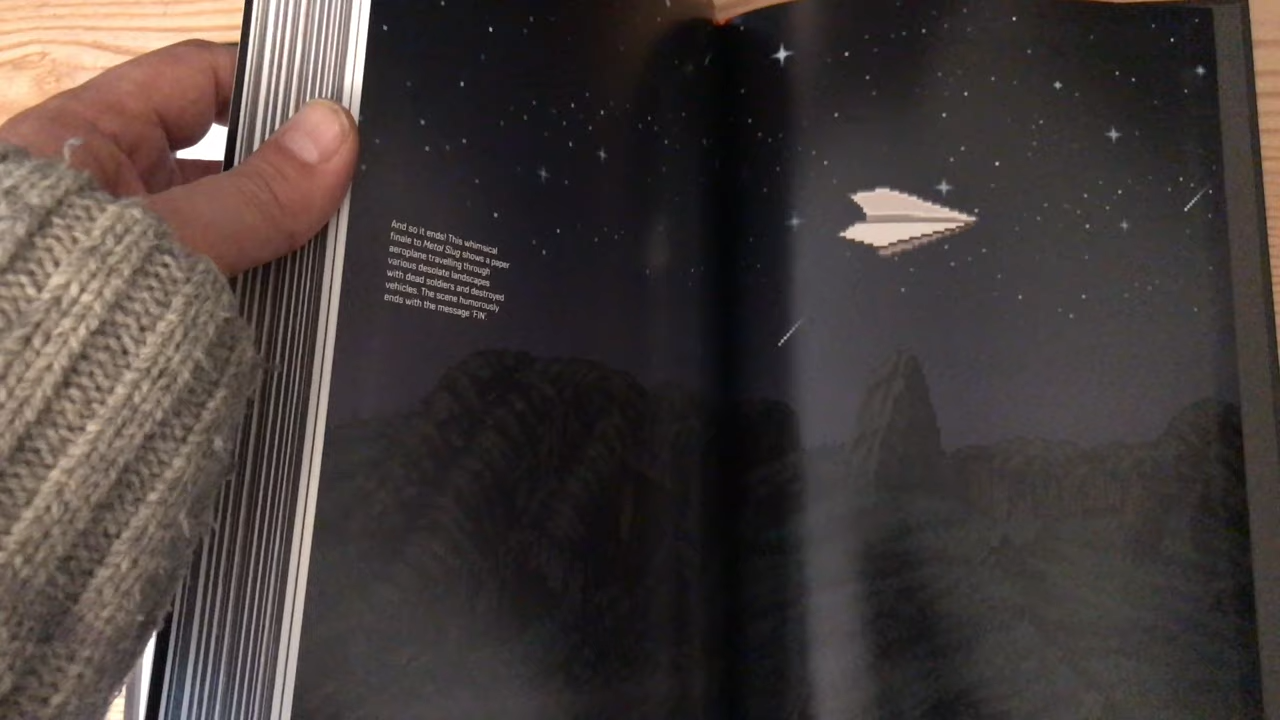 And so it ends! This whimsical
finale to Metal Slug shows a paper
aeroplane travelling through
various desolate landscapes
with dead soldiers and destroyed
vehicles. The scene humorously
ends with the message 'FIN'.